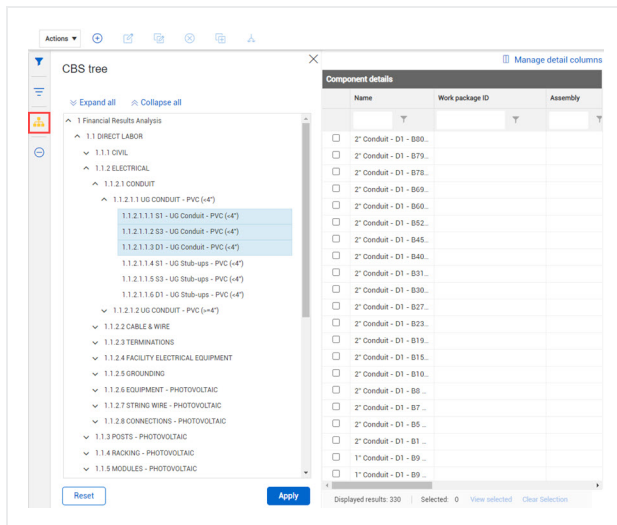 Actions
CBS tree
Expand all Collapse all
1 Financial Results Analysis
1.1 DIRECT LABOR
1.1.1 CIVIL
1.1.2 ELECTRICAL
1.1.2.1 CONDUIT
1.1.2.1.1 UG CONDUIT - PVC (<4")
1.1.2.1.1.1 S1 - UG Conduit - PVC (<4")
1.1.2.1.1.2 S3 - UG Conduit - PVC (<4")
1.1.2.1.1.3 D1 - UG Conduit - PVC (<4")
1.1.2.1.1.4 S1 - UG Stub-ups - PVC (<4")
1.1.2.1.1.5 S3 - UG Stub-ups - PVC (<4")
1.1.2.1.1.6 D1 - UG Stub-ups - PVC (<4")
1.1.2.1.2 UG CONDUIT - PVC (>=4")
1.1.2.2 CABLE & WIRE
1.1.2.3 TERMINATIONS
1.1.2.4 FACILITY ELECTRICAL EQUIPMENT
1.1.2.5 GROUNDING
1.1.2.6 EQUIPMENT - PHOTOVOLTAIC
1.1.2.7 STRING WIRE - PHOTOVOLTAIC
1.1.2.8 CONNECTIONS - PHOTOVOLTAIC
1.1.3 POSTS - PHOTOVOLTAIC
1.1.4 RACKING - PHOTOVOLTAIC
1.1.5 MODULES - PHOTOVOLTAIC
Reset Apply
Manage detail columns
Component details
Name Work package ID Assembly
2" Conduit - D1 - B80...
2" Conduit - D1 - B79...
2" Conduit - D1 - B78...
2" Conduit - D1 - B69...
2" Conduit - D1 - B60...
2" Conduit - D1 - B52...
2" Conduit - D1 - B45...
2" Conduit - D1 - B40...
2" Conduit - D1 - B31...
2" Conduit - D1 - B30...
2" Conduit - D1 - B27...
2" Conduit - D1 - B23...
2" Conduit - D1 - B19...
2" Conduit - D1 - B15...
2" Conduit - D1 - B10...
2" Conduit - D1 - B8 ...
2" Conduit - D1 - B7 ...
2" Conduit - D1 - B5 ...
2" Conduit - D1 - B1 ...
1" Conduit - D1 - B9 ...
1" Conduit - D1 - B9 ...
Displayed results: 330 Selected: 0 View selected Clear Selection